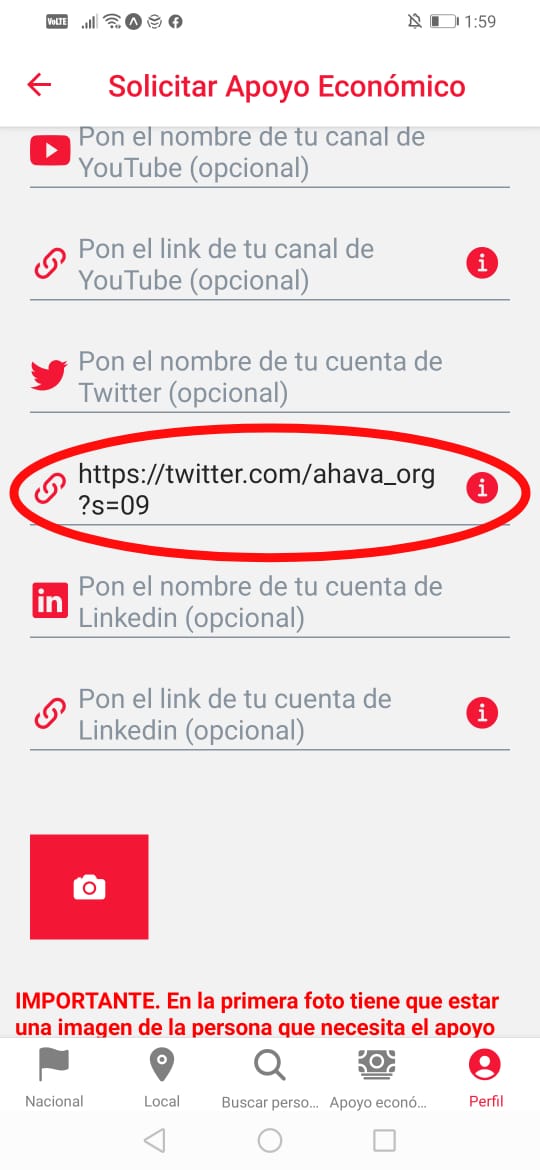 VoLTE 1:59
Solicitar Apoyo Económico
Pon el nombre de tu canal de
YouTube (opcional)
Pon el link de tu canal de
YouTube (opcional)
Pon el nombre de tu cuenta de
Twitter (opcional)
https://twitter.com/ahava_org
?s=09
Pon el nombre de tu cuenta de
Linkedin (opcional)
Pon el link de tu cuenta de
Linkedin (opcional)
IMPORTANTE. En la primera foto tiene que estar
una imagen de la persona que necesita el apoyo
Nacional Local Buscar perso... Apoyo econó... Perfil